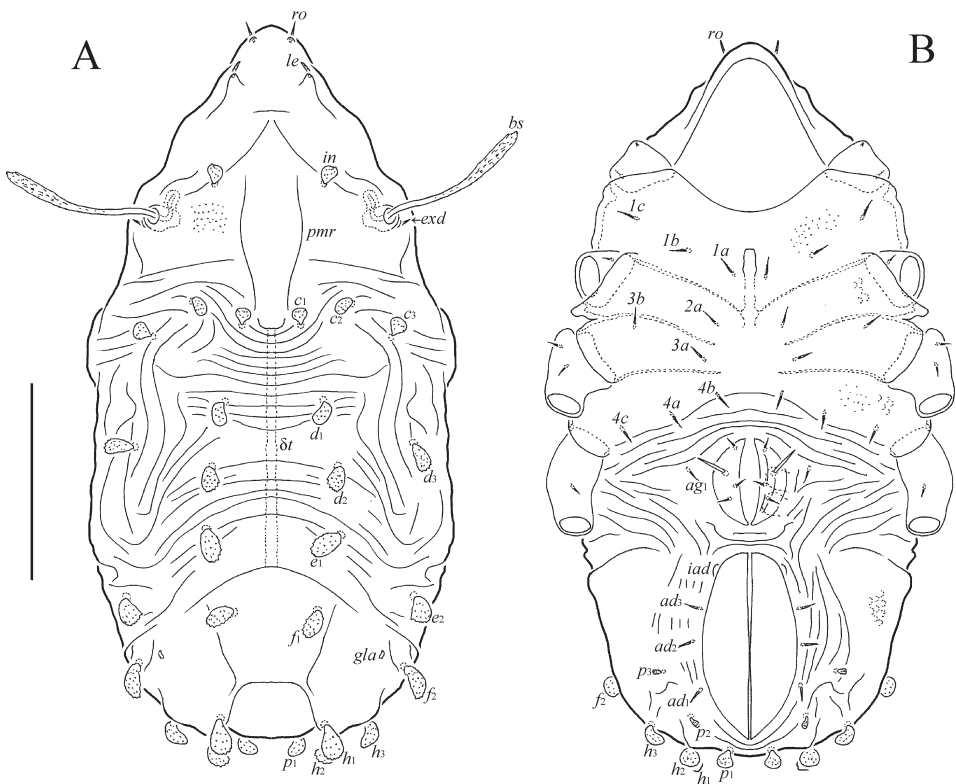 A
ro
le
bs
in
exd
pmr
c1
c2
c3
d1
δt
d2
d3
e1
e2
f1
gla
f2
p1
h2
h1
h3
B
ro
1c
1b
1a
3b
2a
3a
4b
4a
4c
ag1
iad
ad3
ad2
p3
f2
ad1
p2
h3
h2
h1
p1